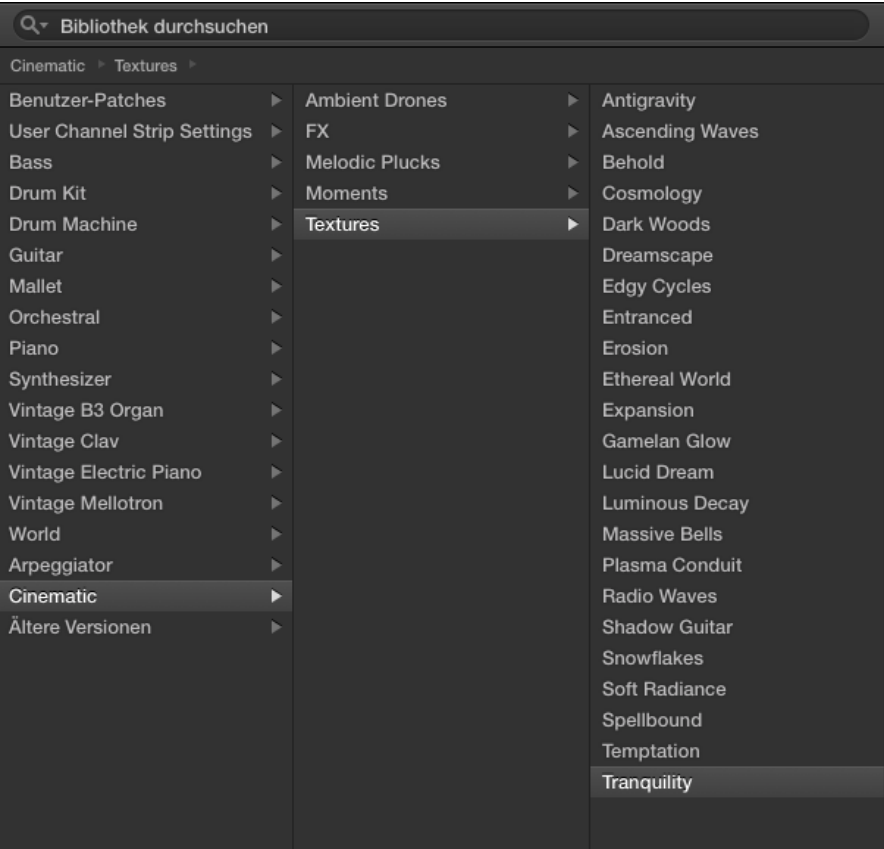 Bibliothek durchsuchen
Cinematic Textures
Benutzer-Patches
User Channel Strip Settings
Bass
Drum Kit
Drum Machine
Guitar
Mallet
Orchestral
Piano
Synthesizer
Vintage B3 Organ
Vintage Clav
Vintage Electric Piano
Vintage Mellotron
World
Arpeggiator
Cinematic
Ältere Versionen
Ambient Drones
FX
Melodic Plucks
Moments
Textures
Antigravity
Ascending Waves
Behold
Cosmology
Dark Woods
Dreamscape
Edgy Cycles
Entranced
Erosion
Ethereal World
Expansion
Gamelan Glow
Lucid Dream
Luminous Decay
Massive Bells
Plasma Conduit
Radio Waves
Shadow Guitar
Snowflakes
Soft Radiance
Spellbound
Temptation
Tranquility